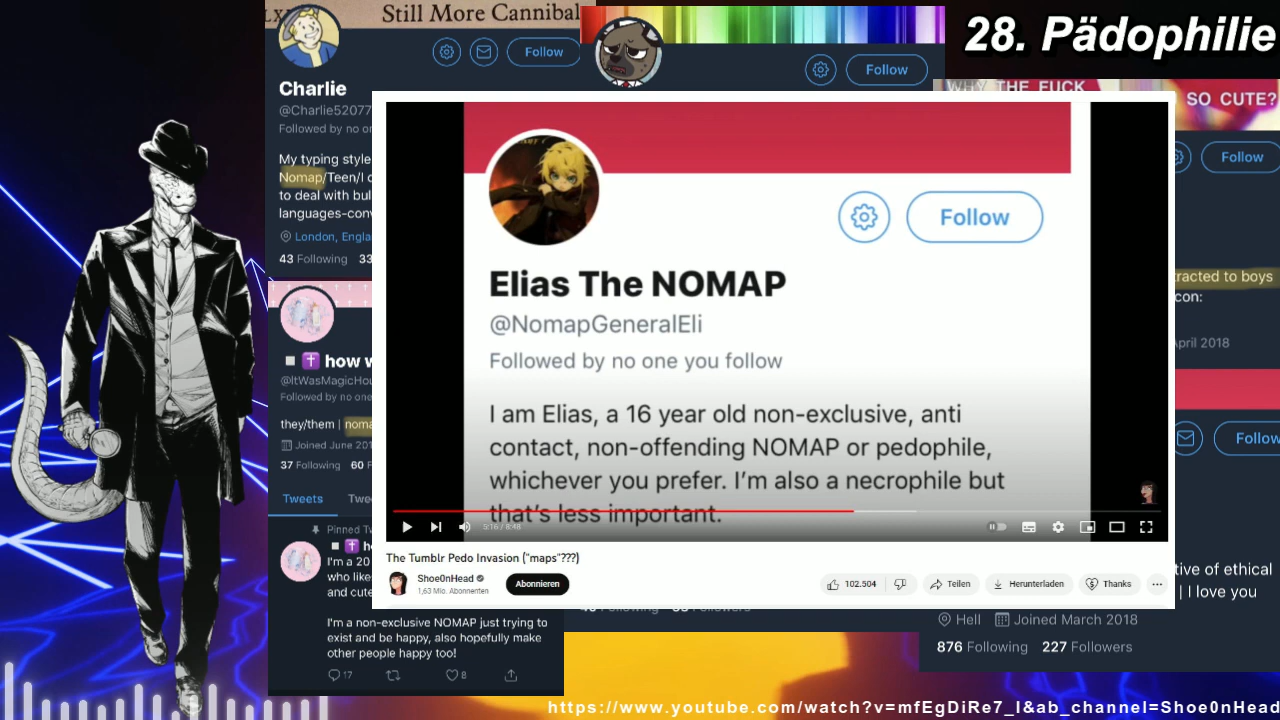 Still More Cannibal
28. Pädophilie
Follow
Charlie
@Charlie52077
Followed by no
My typing style
Nomap/Teen/I
to deal with
languages-
London, Engla
43 Following 33
how
@ItWasMagicHou
Followed by no one
they/them | noma
Joined June 201
37 Following 60 F
Tweets Twe
Pinned Tw
I'm a 20
who like
and cute
I'm a non-exclusive NOMAP just trying to
exist and be happy, also hopefully make
other people happy too!
17 8
Follow
WHY THE FUCK
SO CUTE?
Follow
racted to boys
con:
April 2018
Follow
tive of ethical
| I love you
Hell Joined March 2018
876 Following 227 Followers
Follow
Elias The NOMAP
@NomapGeneralEli
Followed by no one you follow
I am Elias, a 16 year old non-exclusive, anti
contact, non-offending NOMAP or pedophile,
whichever you prefer. I'm also a necrophile but
that's less important.
5:16 / 8:48
The Tumblr Pedo Invasion ("maps"???)
Shoe0nHead
1,63 Mio. Abonnenten
Abonnieren
102.504 Teilen Herunterladen Thanks
https://www.youtube.com/watch?v=mfEgDiRe7_I&ab_channel=Shoe0nHead